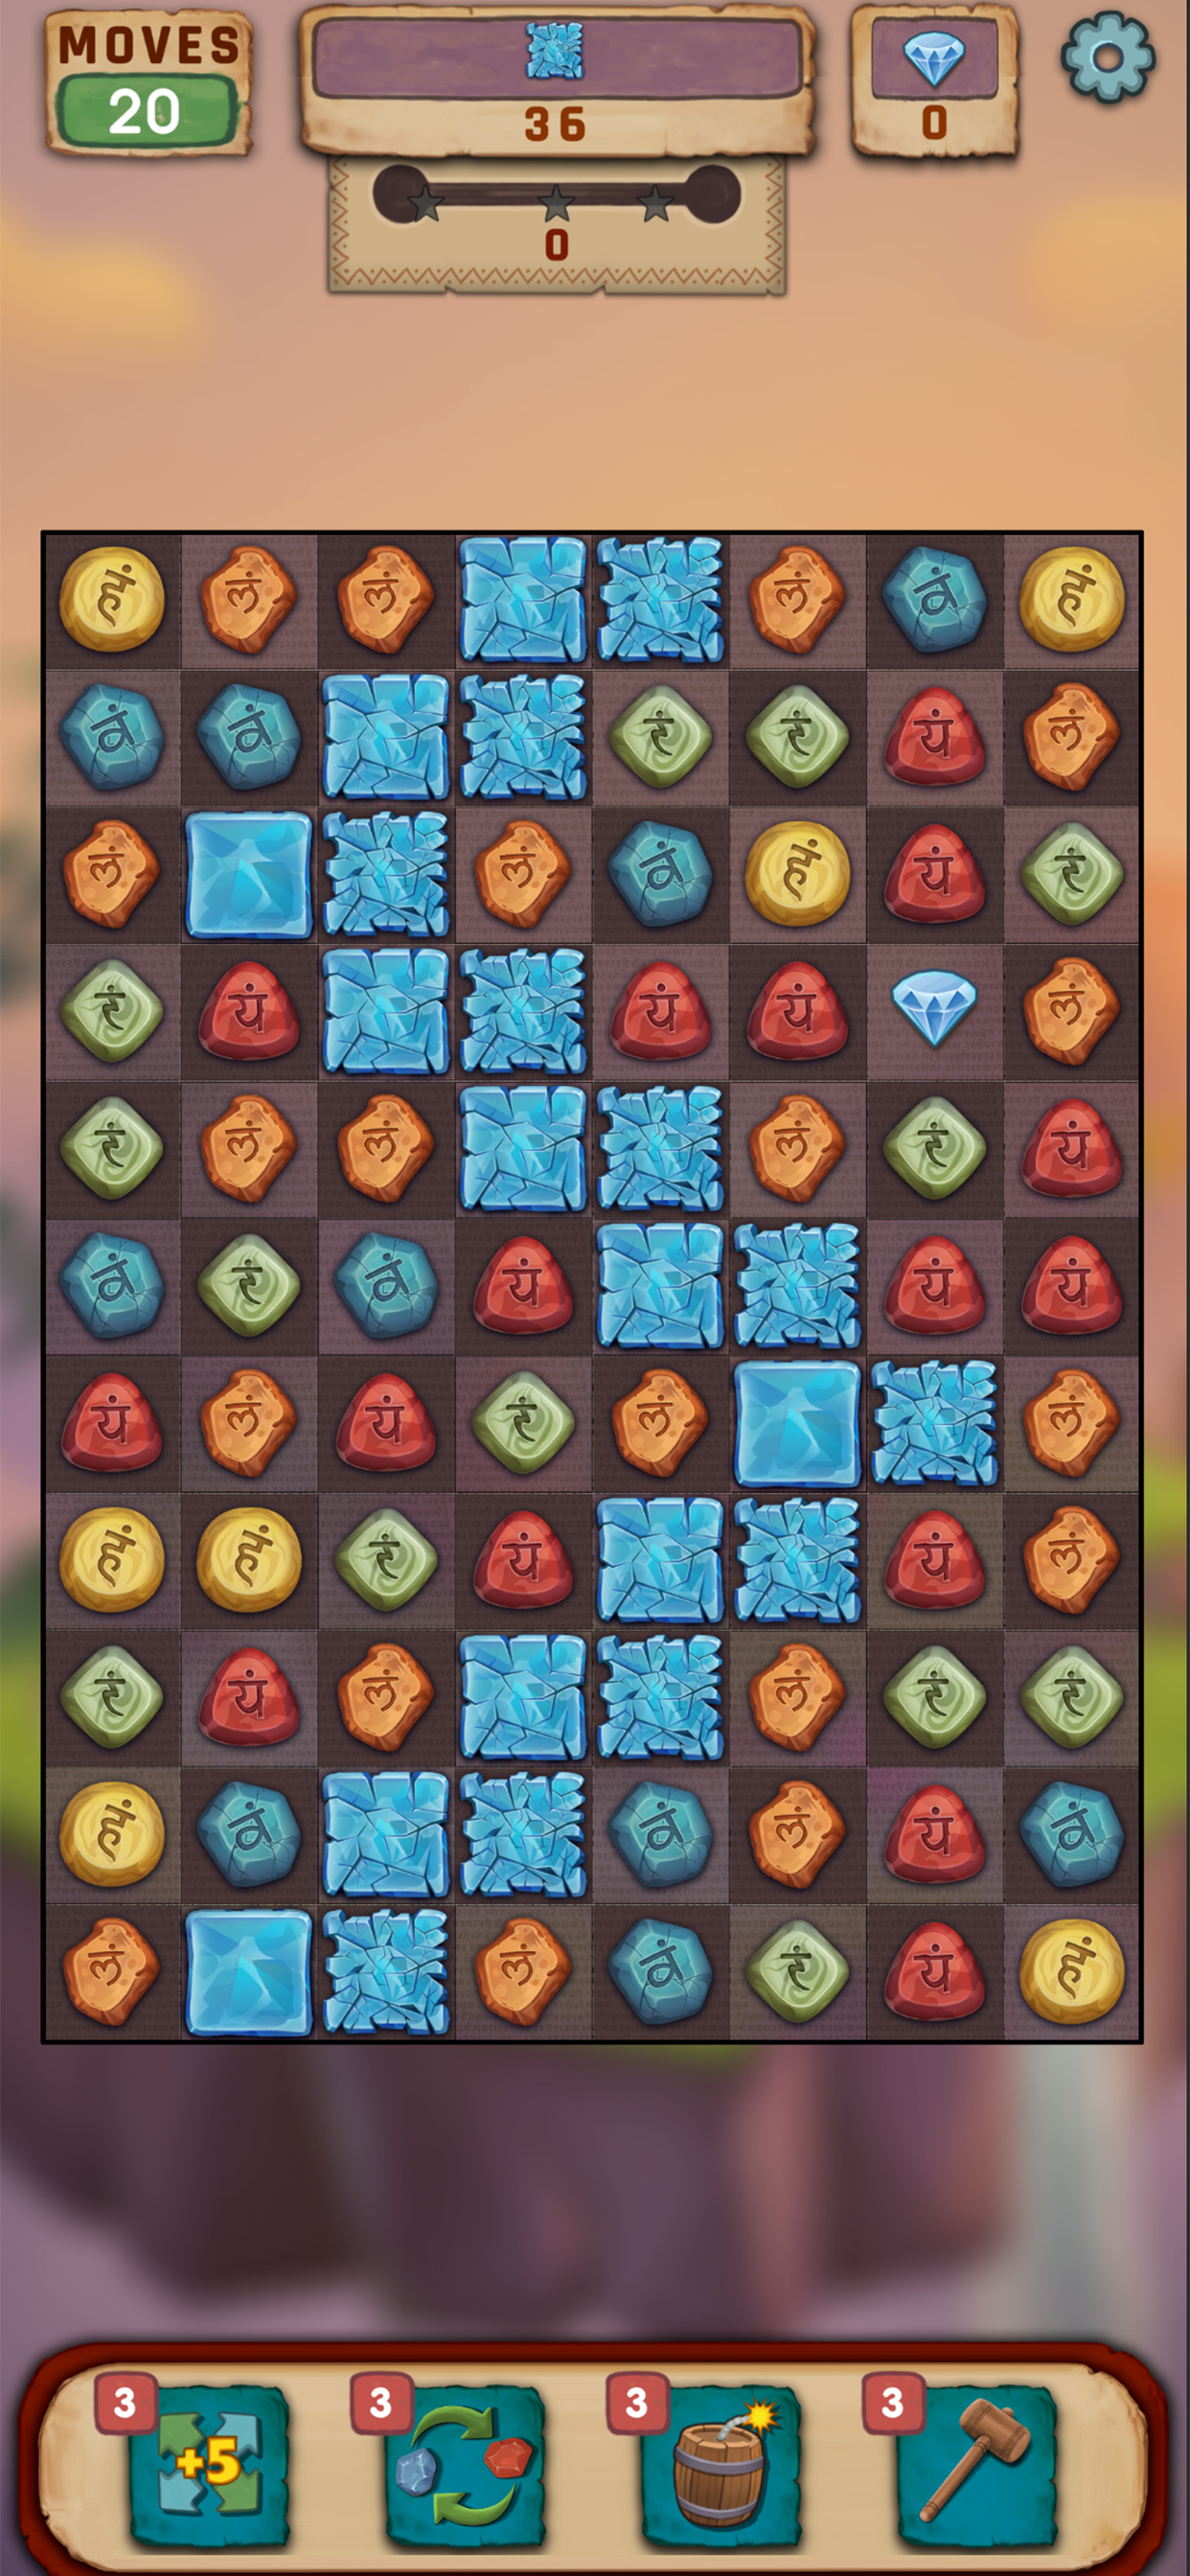 MOVES
20
36
0
0
हं लं लं लं वं हं
वं वं रं रं यं लं
लं लं वं हं यं रं
रं यं यं यं लं
रं लं लं लं रं यं
वं रं वं यं यं यं
यं लं यं रं लं लं
हं हं रं यं यं लं
रं यं लं लं रं रं
हं वं वं लं यं वं
लं लं वं रं यं हं
3 3 3 3
+5